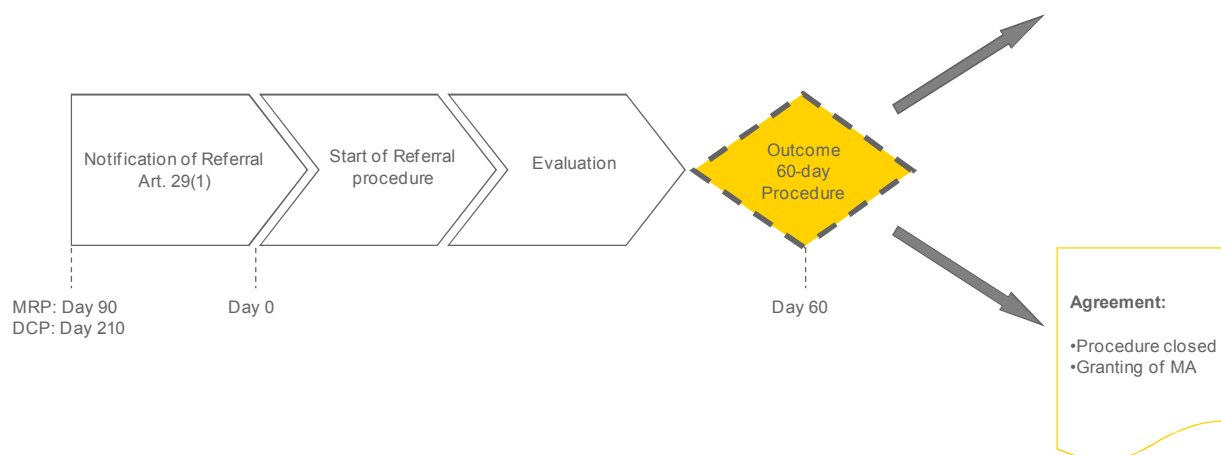 Notification of Referral
Art. 29(1)
Start of Referral
procedure
Evaluation
Outcome
60-day
Procedure
MRP: Day 90
DCP: Day 210
Day 0
Day 60
Agreement:
•Procedure closed
•Granting of MA